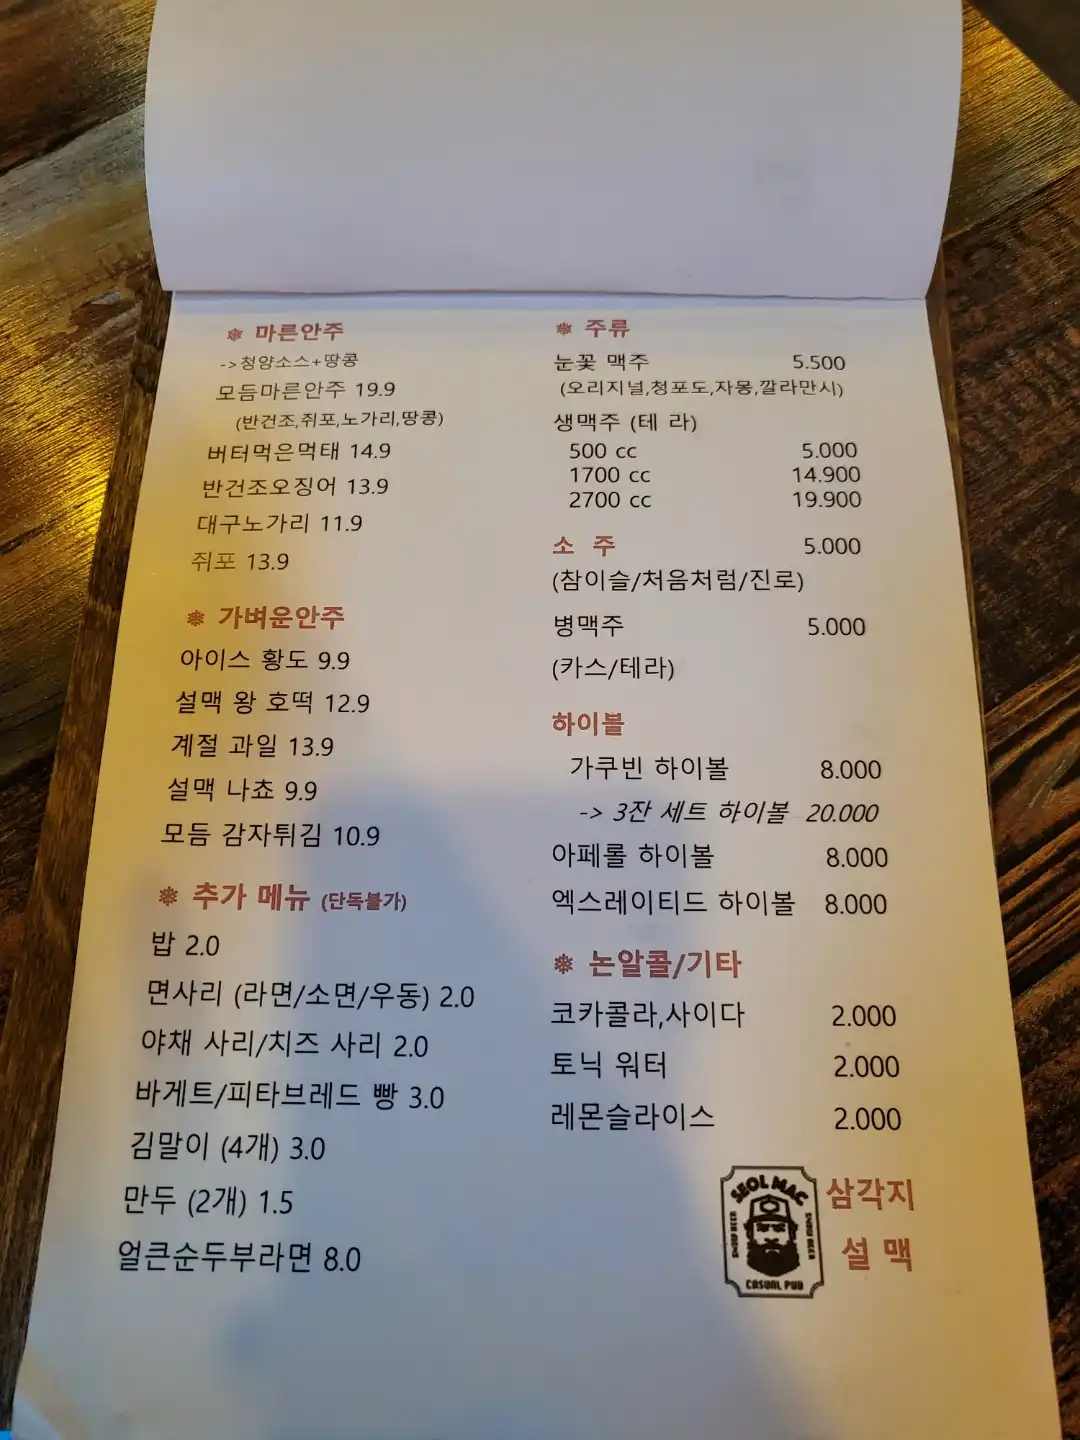 ❅ 마른안주
->청양소스+땅콩
모듬마른안주 19.9
(반건조,쥐포,노가리,땅콩)
버터먹은먹태 14.9
반건조오징어 13.9
대구노가리 11.9
쥐포 13.9
❅ 가벼운안주
아이스 황도 9.9
설맥 왕 호떡 12.9
계절 과일 13.9
설맥 나쵸 9.9
모듬 감자튀김 10.9
❅ 추가 메뉴 (단독불가)
밥 2.0
면사리 (라면/소면/우동) 2.0
야채 사리/치즈 사리 2.0
바게트/피타브레드 빵 3.0
김말이 (4개) 3.0
만두 (2개) 1.5
얼큰순두부라면 8.0
❅ 주류
눈꽃 맥주 5.500
(오리지널,청포도,자몽,깔라만시)
생맥주 (테 라)
500 cc 5.000
1700 cc 14.900
2700 cc 19.900
소 주 5.000
(참이슬/처음처럼/진로)
병맥주 5.000
(카스/테라)
하이볼
가쿠빈 하이볼 8.000
-> 3잔 세트 하이볼 20.000
아페롤 하이볼 8.000
엑스레이티드 하이볼 8.000
❅ 논알콜/기타
코카콜라,사이다 2.000
토닉 워터 2.000
레몬슬라이스 2.000
SEOL MAC
SNOW BEER
SNOW BEER
CASUAL PUB
삼각지
설 맥